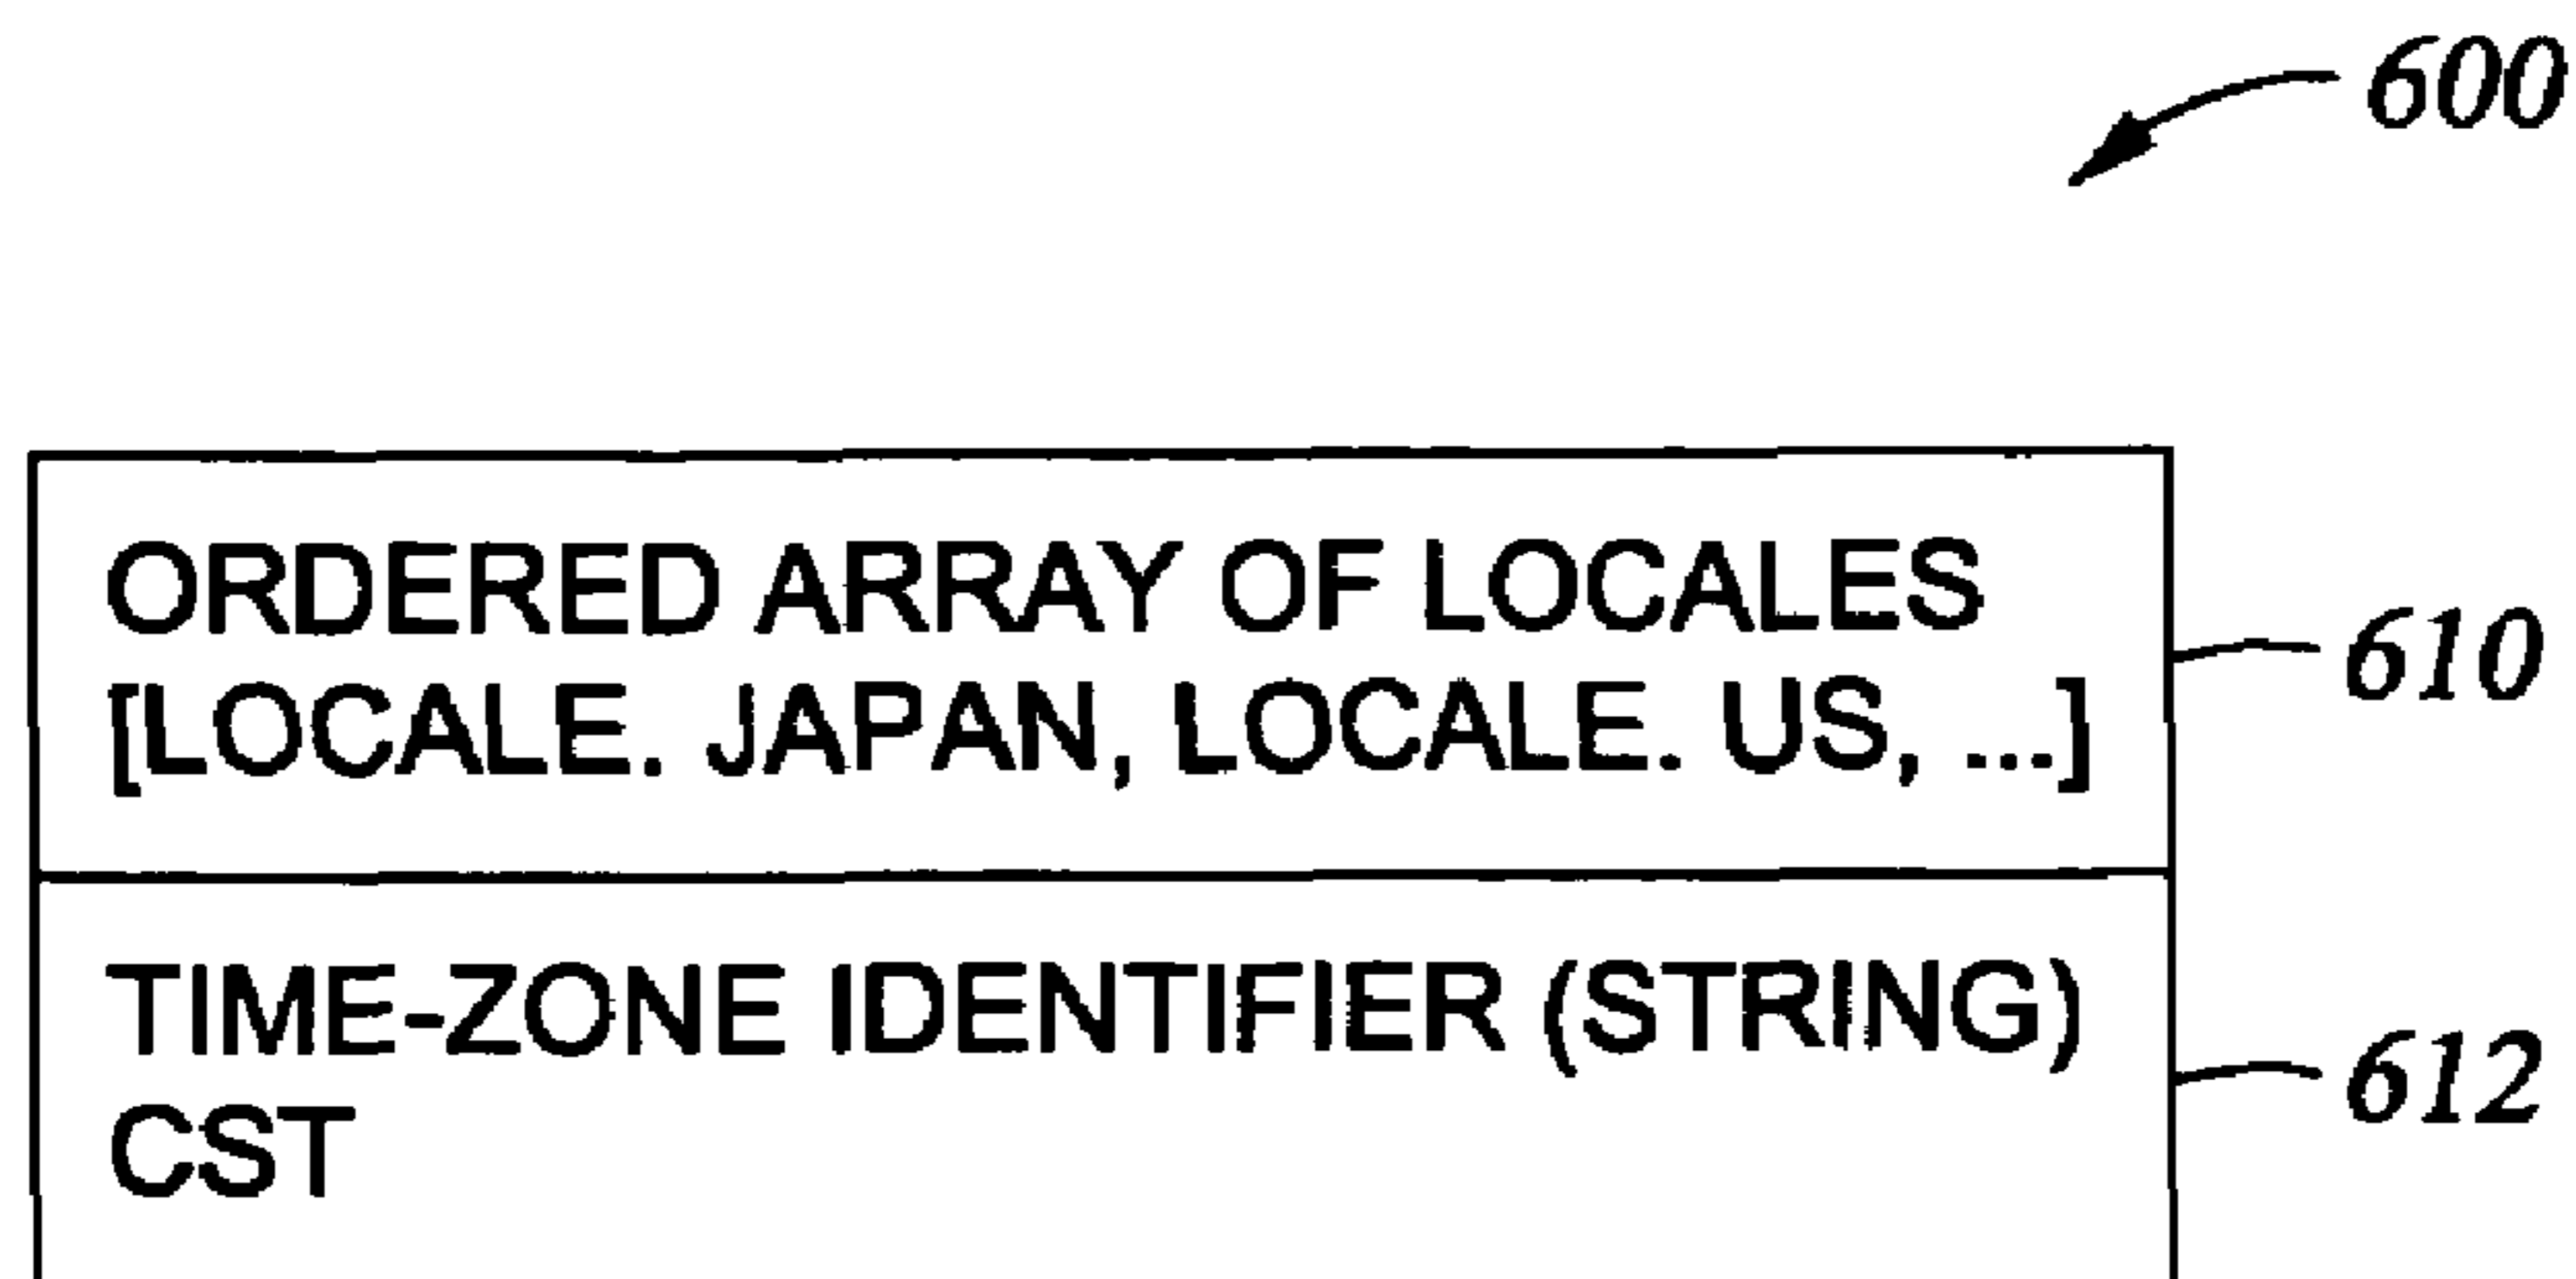 600
ORDERED ARRAY OF LOCALES
[LOCALE. JAPAN, LOCALE. US, ...]
610
TIME-ZONE IDENTIFIER (STRING)
CST
612